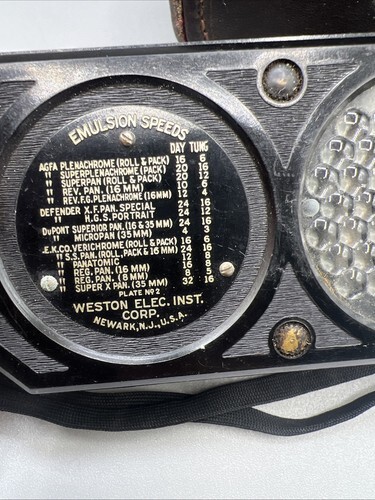 EMULSION SPEEDS
DAY TUNG
AGFA PLENACHROME (ROLL & PACK) 16 6
" SUPERPLENACHROME (PACK) 20 12
" SUPERPAN (ROLL & PACK) 20 12
" REV. PAN. (16 MM) 10 6
" REV. F.G. PLENACHROME (16MM) 12 4
DEFENDER X.F. PAN. SPECIAL 24 16
" H.G.S. PORTRAIT 24 12
DUPONT SUPERIOR PAN. (16 & 35 MM) 24 16
" MICROPAN (35 MM) 4 3
E.K.CO. VERICHROME (ROLL & PACK) 16 6
" S.S. PAN. (ROLL, PACK & 16 MM) 24 16
" PANATOMIC 12 8
" REG. PAN. (16 MM) 16 8
" REG. PAN. (8 MM) 8 5
" SUPER X PAN. (35 MM) 32 16
PLATE Nº 2
WESTON ELEC. INST.
CORP.
NEWARK, N.J., U.S.A.